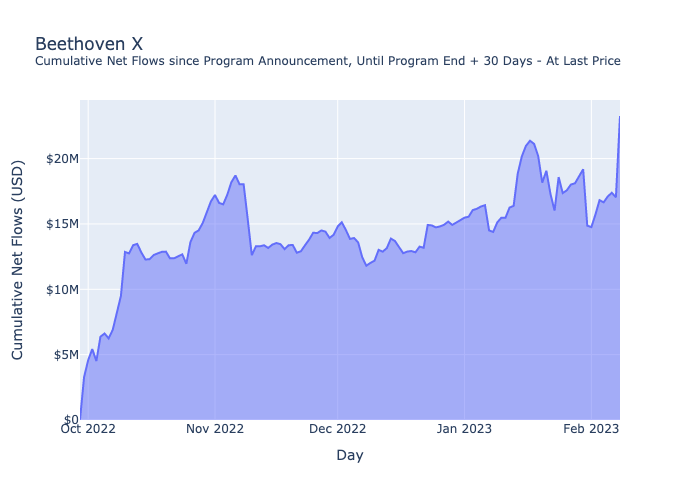 Beethoven X
Cumulative Net Flows since Program Announcement, Until Program End + 30 Days - At Last Price
Cumulative Net Flows (USD)
$20M
$15M
$10M
$5M
$0
Oct 2022 Nov 2022 Dec 2022 Jan 2023 Feb 2023
Day